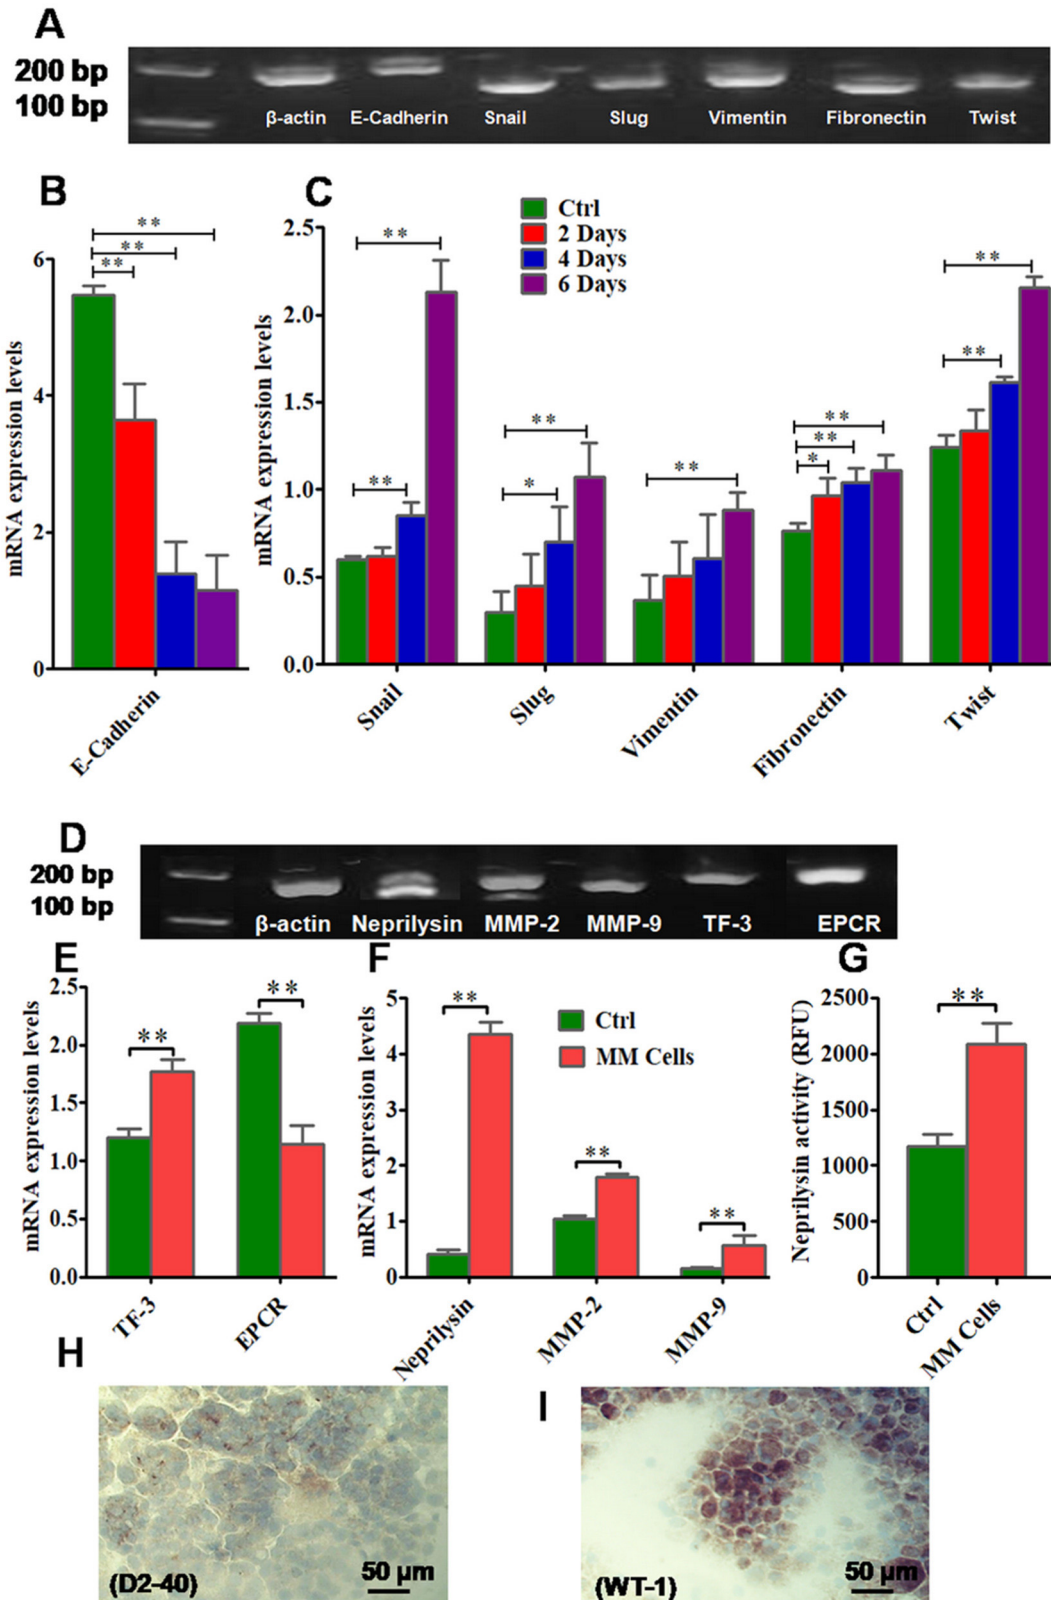 A
200 bp
100 bp
β-actin E-Cadherin Snail Slug Vimentin Fibronectin Twist
B
mRNA expression levels
6
4
2
0
**
**
**
E-Cadherin
C
Ctrl
2 Days
4 Days
6 Days
mRNA expression levels
2.5
2.0
1.5
1.0
0.5
0.0
**
**
**
*
**
**
**
*
**
**
Snail
Slug
Vimentin
Fibronectin
Twist
D
200 bp
100 bp
β-actin Neprilysin MMP-2 MMP-9 TF-3 EPCR
E
mRNA expression levels
2.5
2.0
1.5
1.0
0.5
0.0
**
**
TF-3
EPCR
F
mRNA expression levels
5
4
3
2
1
0
Ctrl
MM Cells
**
**
**
Neprilysin
MMP-2
MMP-9
G
Neprilysin activity (RFU)
2500
2000
1500
1000
500
0
**
Ctrl
MM Cells
H
(D2-40)
50 µm
I
(WT-1)
50 µm